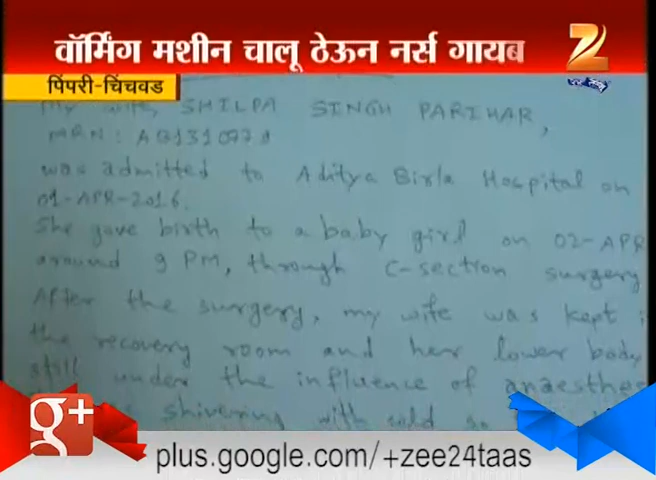 वॉर्मिंग मशीन चालू ठेऊन नर्स गायब
पिंपरी-चिंचवड
My wife SHILPA SINGH PARIHAR,
MRN: AB131077
was admitted to Aditya Birla Hospital on
01-APR-2016.
She gave birth to a baby girl on 02-APR
around 9 PM, through C-section surgery
After the surgery, my wife was kept
the recovery room and her lower body
still under the influence of anaesthe
shivering with cold so
g+
plus.google.com/+zee24taas